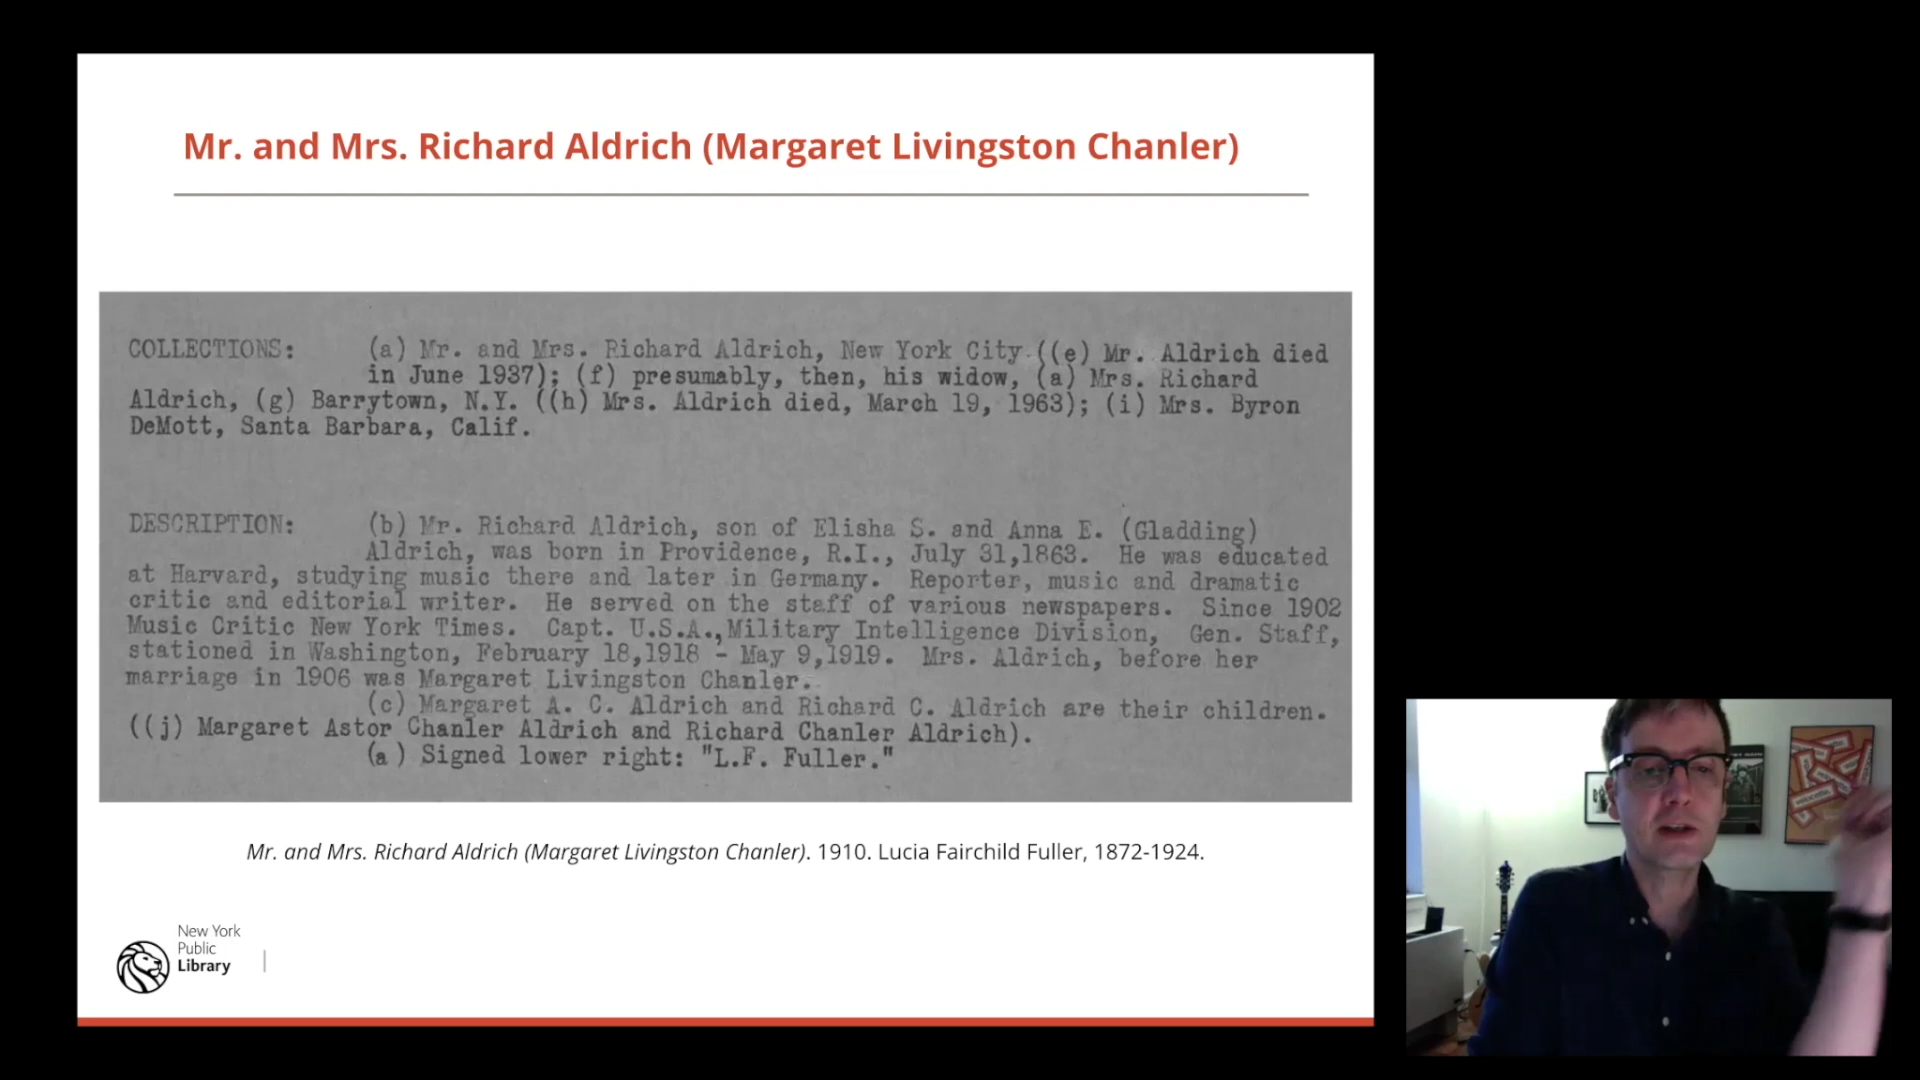 Mr. and Mrs. Richard Aldrich (Margaret Livingston Chanler)
COLLECTIONS: (a) Mr. and Mrs. Richard Aldrich, New York City ((e) Mr. Aldrich died
in June 1937); (f) presumably, then, his widow, (a) Mrs. Richard
Aldrich, (g) Barrytown, N.Y. ((h) Mrs. Aldrich died, March 19, 1963); (i) Mrs. Byron
DeMott, Santa Barbara, Calif.
DESCRIPTION: (b) Mr. Richard Aldrich, son of Elisha S. and Anna E. (Gladding)
Aldrich, was born in Providence, R.I., July 31,1863. He was educated
at Harvard, studying music there and later in Germany. Reporter, music and dramatic
critic and editorial writer. He served on the staff of various newspapers. Since 1902
Music Critic New York Times. Capt. U.S.A.,Military Intelligence Division, Gen. Staff,
stationed in Washington, February 18,1918 - May 9,1919. Mrs. Aldrich, before her
marriage in 1906 was Margaret Livingston Chanler.
(c) Margaret A. C. Aldrich and Richard C. Aldrich are their children.
((j) Margaret Astor Chanler Aldrich and Richard Chanler Aldrich).
(a) Signed lower right: "L.F. Fuller."
Mr. and Mrs. Richard Aldrich (Margaret Livingston Chanler). 1910. Lucia Fairchild Fuller, 1872-1924.
New York
Public
Library